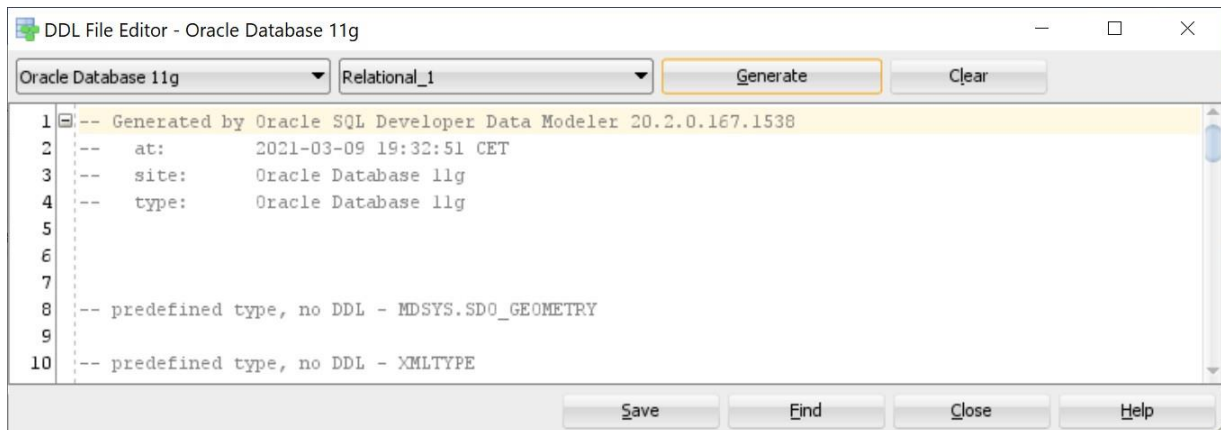 DDL File Editor - Oracle Database 11g
Oracle Database 11g Relational_1 Generate Clear
1 -- Generated by Oracle SQL Developer Data Modeler 20.2.0.167.1538
2 -- at: 2021-03-09 19:32:51 CET
3 -- site: Oracle Database 11g
4 -- type: Oracle Database 11g
5
6
7
8 -- predefined type, no DDL - MDSYS.SDO_GEOMETRY
9
10 -- predefined type, no DDL - XMLTYPE
Save Find Close Help